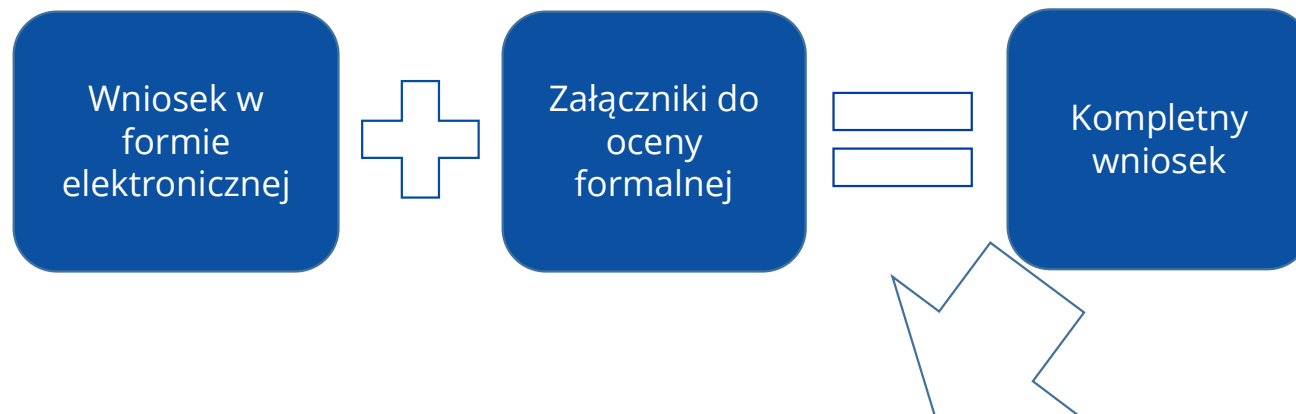 Wniosek w
formie
elektronicznej
Załączniki do
oceny
formalnej
Kompletny
wniosek